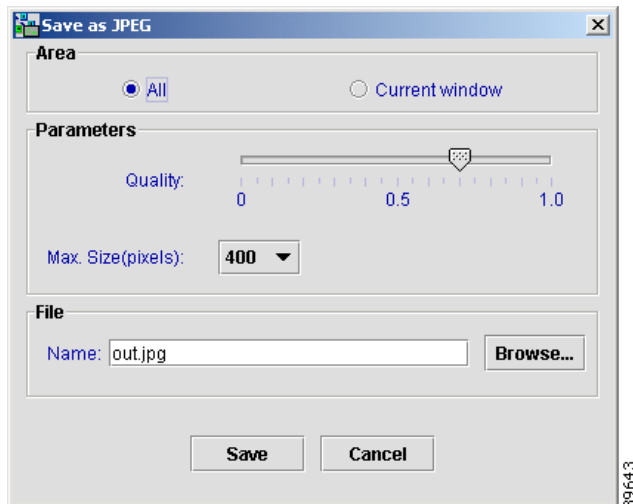 Save as JPEG
Area
All Current window
Parameters
Quality:
0 0.5 1.0
Max. Size(pixels): 400
File
Name: out.jpg Browse...
Save Cancel